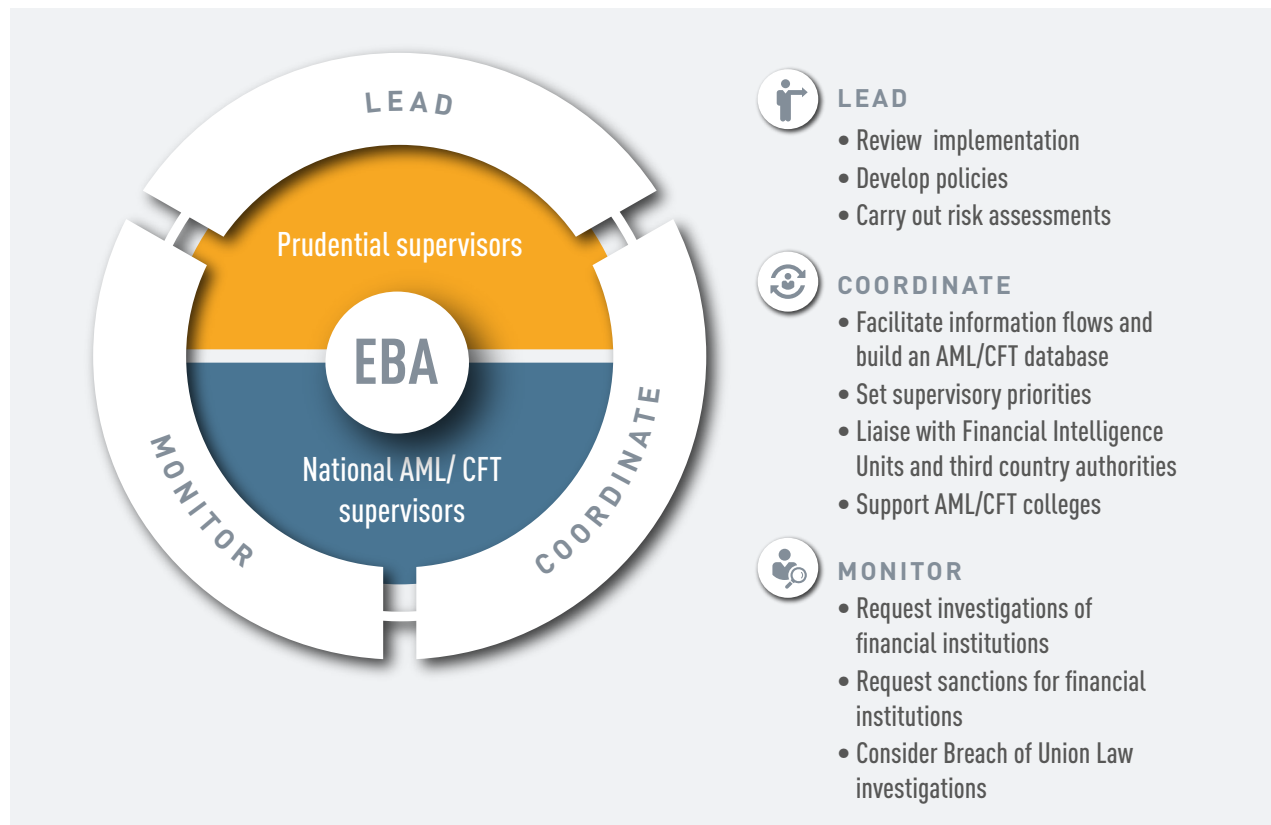 LEAD
Prudential supervisors
EBA
National AML/ CFT
supervisors
MONITOR
COORDINATE
LEAD
• Review implementation
• Develop policies
• Carry out risk assessments
COORDINATE
• Facilitate information flows and
build an AML/CFT database
• Set supervisory priorities
• Liaise with Financial Intelligence
Units and third country authorities
• Support AML/CFT colleges
MONITOR
• Request investigations of
financial institutions
• Request sanctions for financial
institutions
• Consider Breach of Union Law
investigations